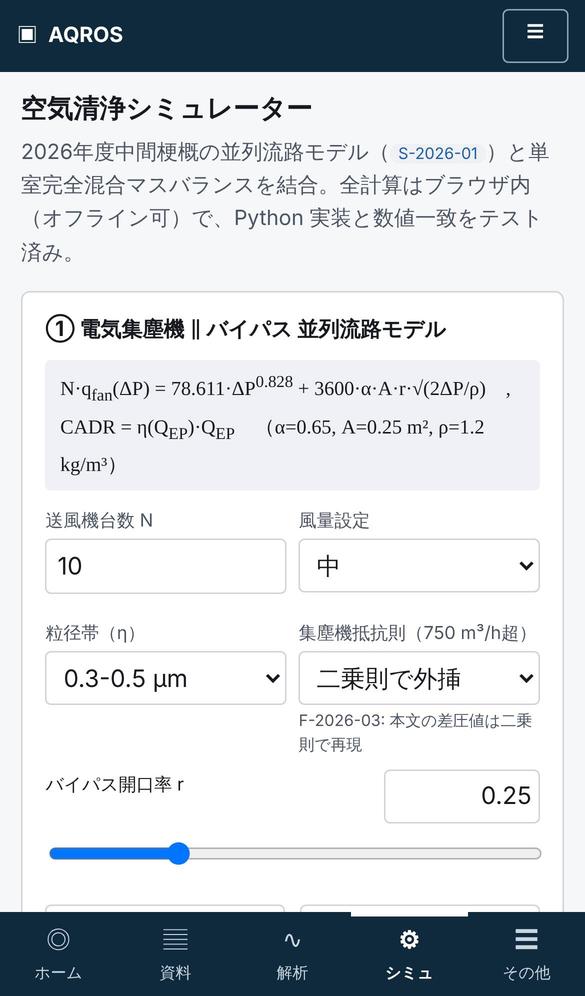 ▣ AQROS
☰
空気清浄シミュレーター
2026年度中間梗概の並列流路モデル（ S-2026-01 ）と単
室完全混合マスバランスを結合。全計算はブラウザ内
（オフライン可）で、Python 実装と数値一致をテスト
済み。
① 電気集塵機 ∥ バイパス 並列流路モデル
N·q_fan(ΔP) = 78.611·ΔP^0.828 + 3600·α·A·r·√(2ΔP/ρ) ,
CADR = η(Q_EP)·Q_EP （α=0.65, A=0.25 m², ρ=1.2
kg/m³）
送風機台数 N 風量設定
10 中
粒径帯（η） 集塵機抵抗則（750 m³/h超）
0.3-0.5 µm 二乗則で外挿
F-2026-03: 本文の差圧値は二乗
則で再現
バイパス開口率 r 0.25
ホーム 資料 解析 シミュ その他